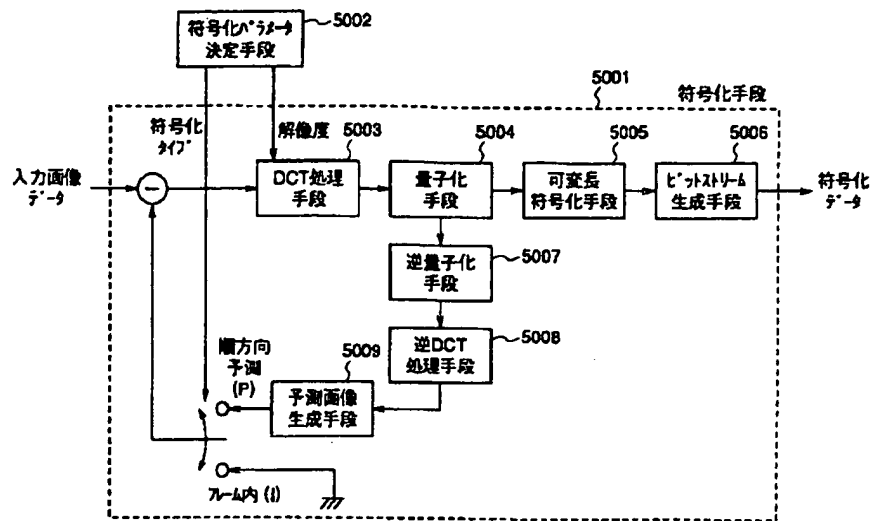 符号化パラメータ
決定手段
5002
5001
符号化手段
符号化
タイプ
解像度
5003
5004
5005
5006
入力画像
データ
DCT処理
手段
量子化
手段
可変長
符号化手段
ビットストリーム
生成手段
符号化
データ
逆量子化
手段
5007
逆DCT
処理手段
5008
順方向
予測
(P)
5009
予測画像
生成手段
フレーム内 (I)